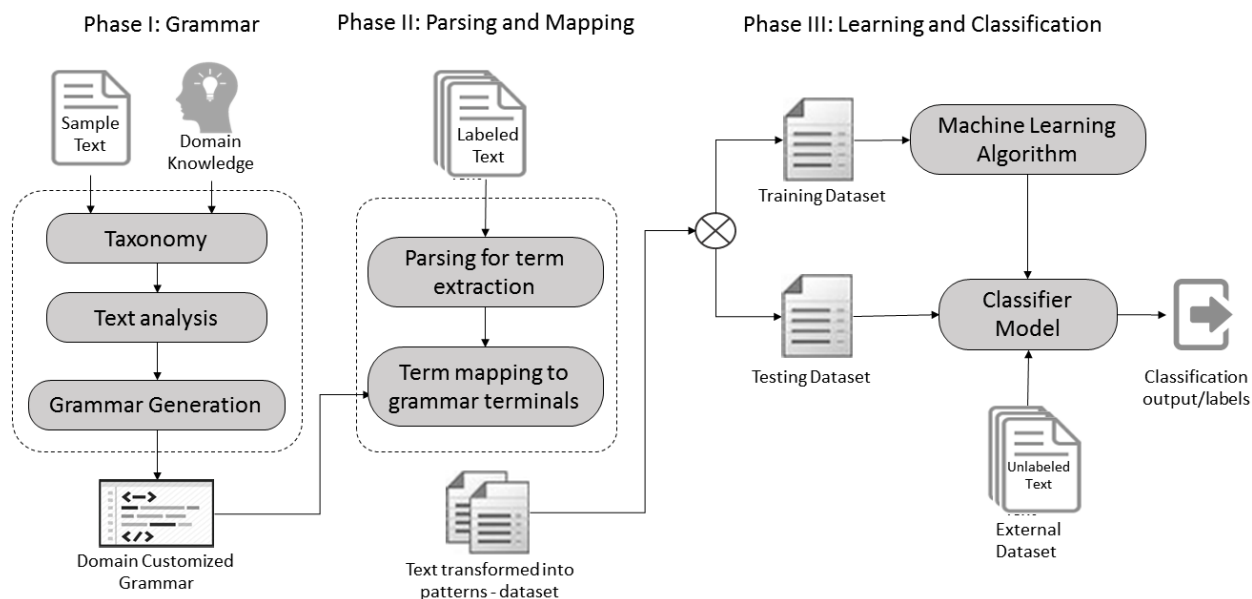 Phase I: Grammar
Phase II: Parsing and Mapping
Phase III: Learning and Classification
Sample
Text
Domain
Knowledge
Taxonomy
Text analysis
Grammar Generation
Domain Customized
Grammar
Labeled
Text
Parsing for term
extraction
Term mapping to
grammar terminals
Text transformed into
patterns - dataset
Training Dataset
Machine Learning
Algorithm
Testing Dataset
Classifier
Model
Classification
output/labels
Unlabeled
Text
External
Dataset